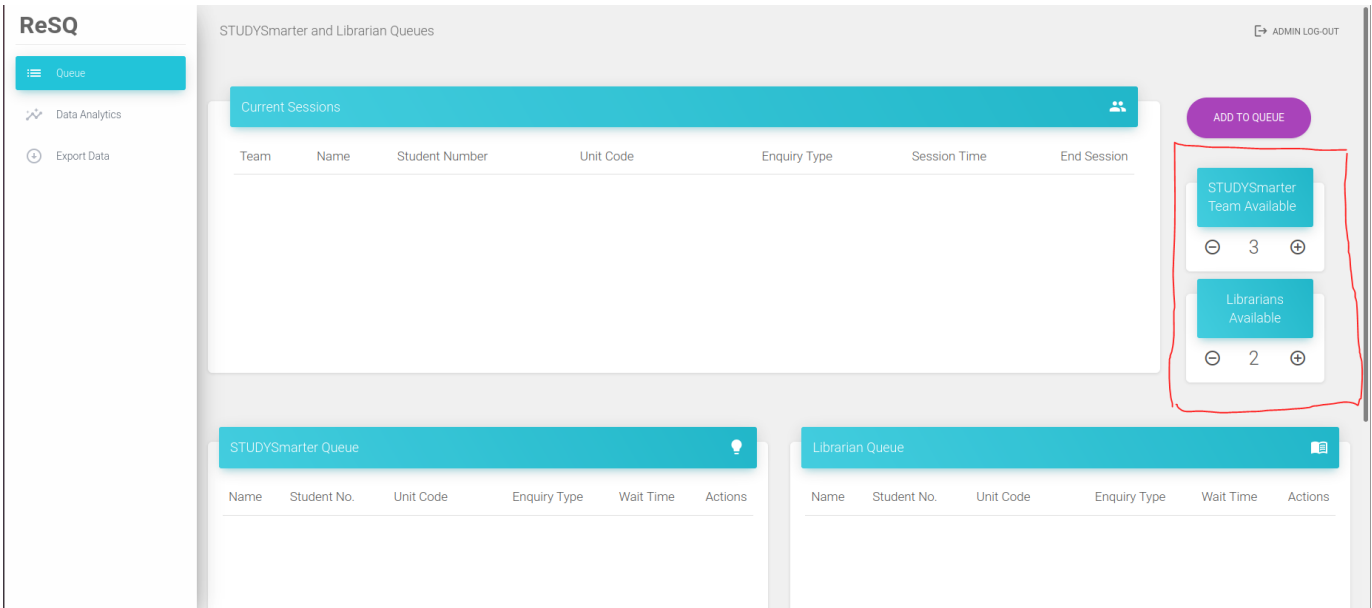 ReSQ
Queue
Data Analytics
Export Data
STUDYSmarter and Librarian Queues
ADMIN LOG-OUT
Current Sessions
Team Name Student Number Unit Code Enquiry Type Session Time End Session
ADD TO QUEUE
STUDYSmarter
Team Available
3
Librarians
Available
2
STUDYSmarter Queue
Name Student No. Unit Code Enquiry Type Wait Time Actions
Librarian Queue
Name Student No. Unit Code Enquiry Type Wait Time Actions